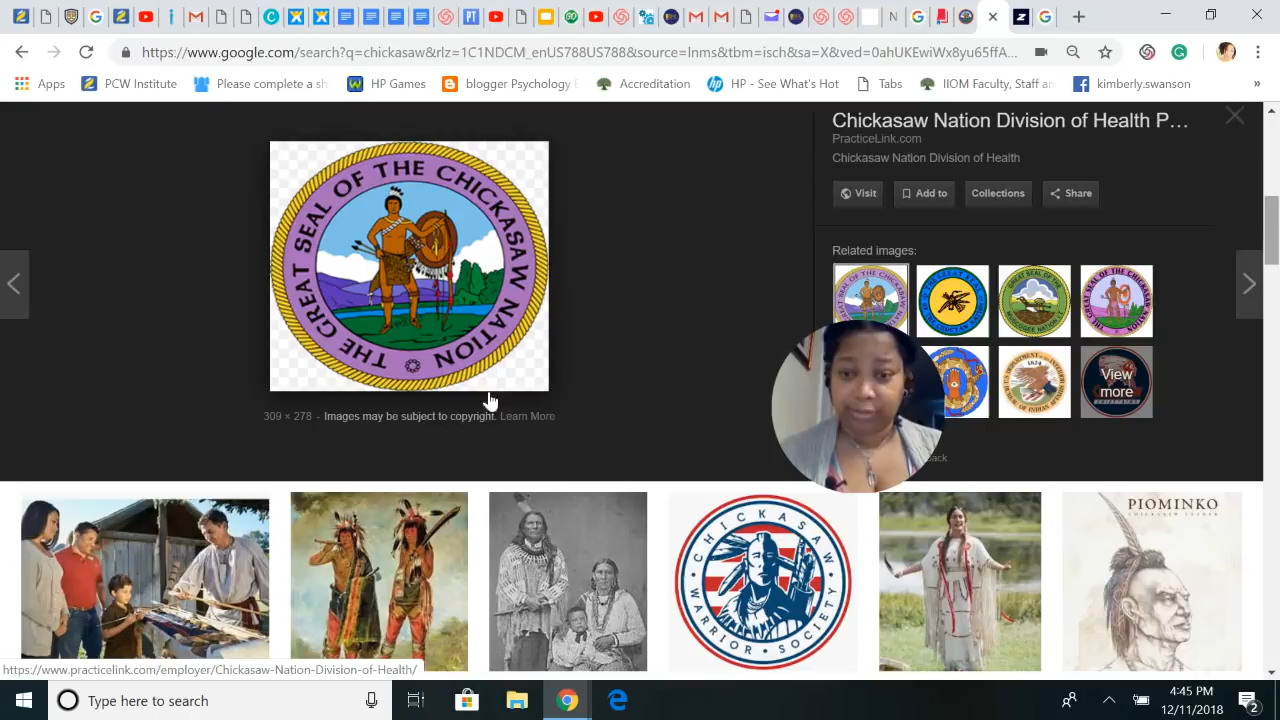 https://www.google.com/search?q=chickasaw&rlz=1C1NDCM_enUS788US788&source=lnms&tbm=isch&sa=X&ved=0ahUKEwiWx8yu65ffA...
Apps
PCW Institute
Please complete a sh
HP Games
blogger Psychology
Accreditation
HP - See What's Hot
Tabs
IIOM Faculty, Staff an
kimberly.swanson
»
THE GREAT SEAL OF THE CHICKASAW NATION
309 × 278 - Images may be subject to copyright. Learn More
Chickasaw Nation Division of Health P...
PracticeLink.com
Chickasaw Nation Division of Health
Visit
Add to
Collections
Share
Related images:
View more
CHICKASAW WARRIOR SOCIETY
PIOMINKO
https://www.practicelink.com/employer/Chickasaw-Nation-Division-of-Health/
Type here to search
4:45 PM
12/11/2018
2